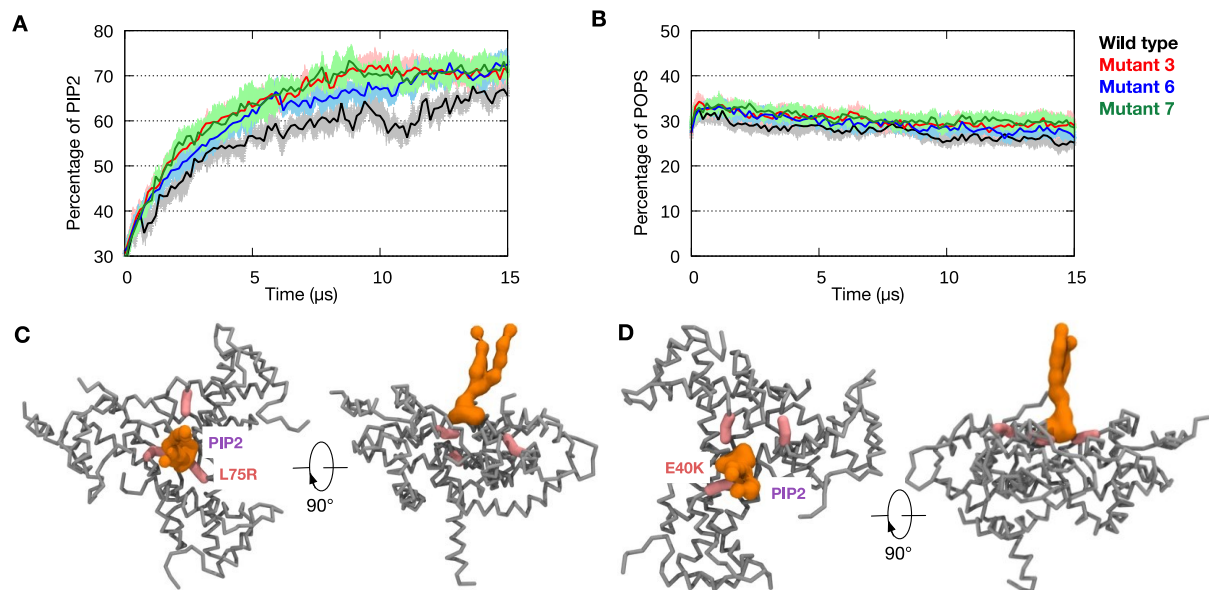 A
Percentage of PIP2
80
70
60
50
40
30
0 5 10 15
Time (µs)
B
Percentage of POPS
50
40
30
20
10
0
0 5 10 15
Time (µs)
Wild type
Mutant 3
Mutant 6
Mutant 7
C
PIP2
L75R
90°
D
E40K
PIP2
90°